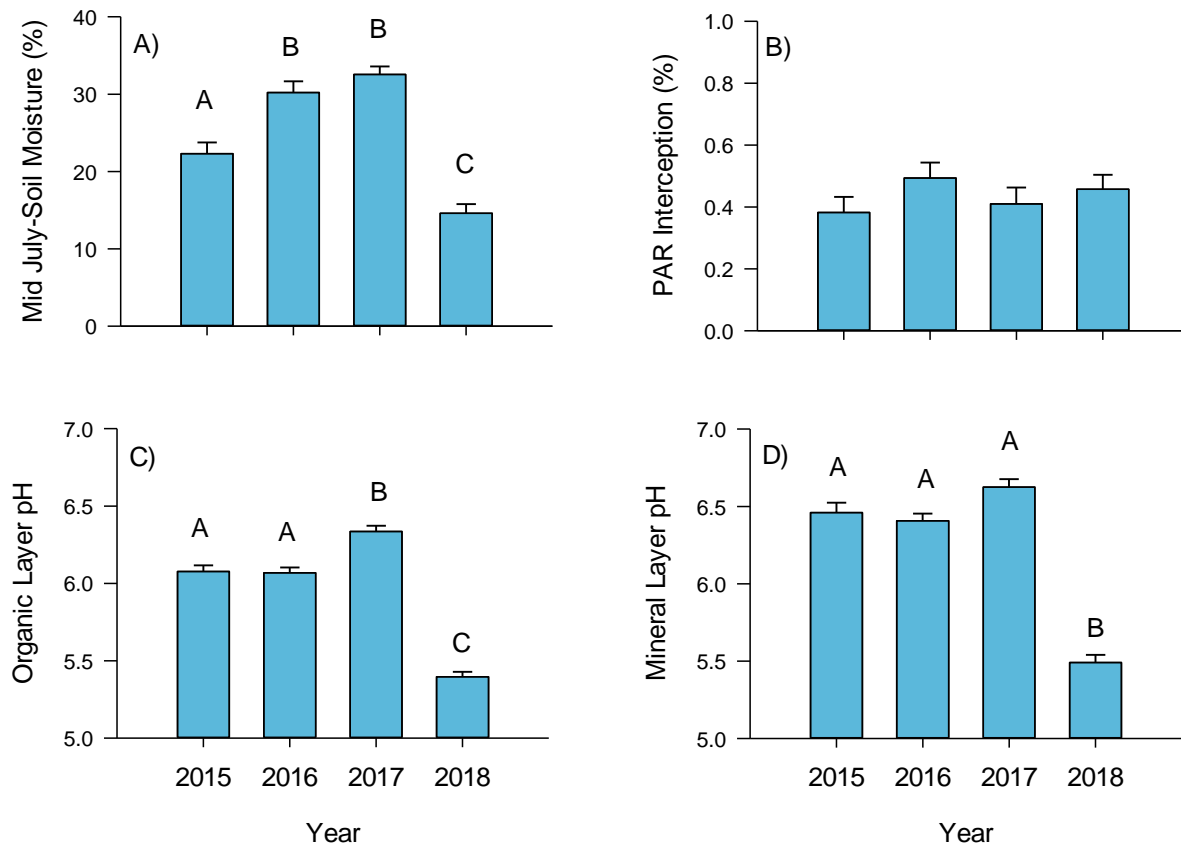 A)
Mid July-Soil Moisture (%)
40
30
20
10
0
A
B
B
C
B)
PAR Interception (%)
1.0
0.8
0.6
0.4
0.2
0.0
C)
Organic Layer pH
7.0
6.5
6.0
5.5
5.0
A
A
B
C
2015 2016 2017 2018
Year
D)
Mineral Layer pH
7.0
6.5
6.0
5.5
5.0
A
A
A
B
2015 2016 2017 2018
Year